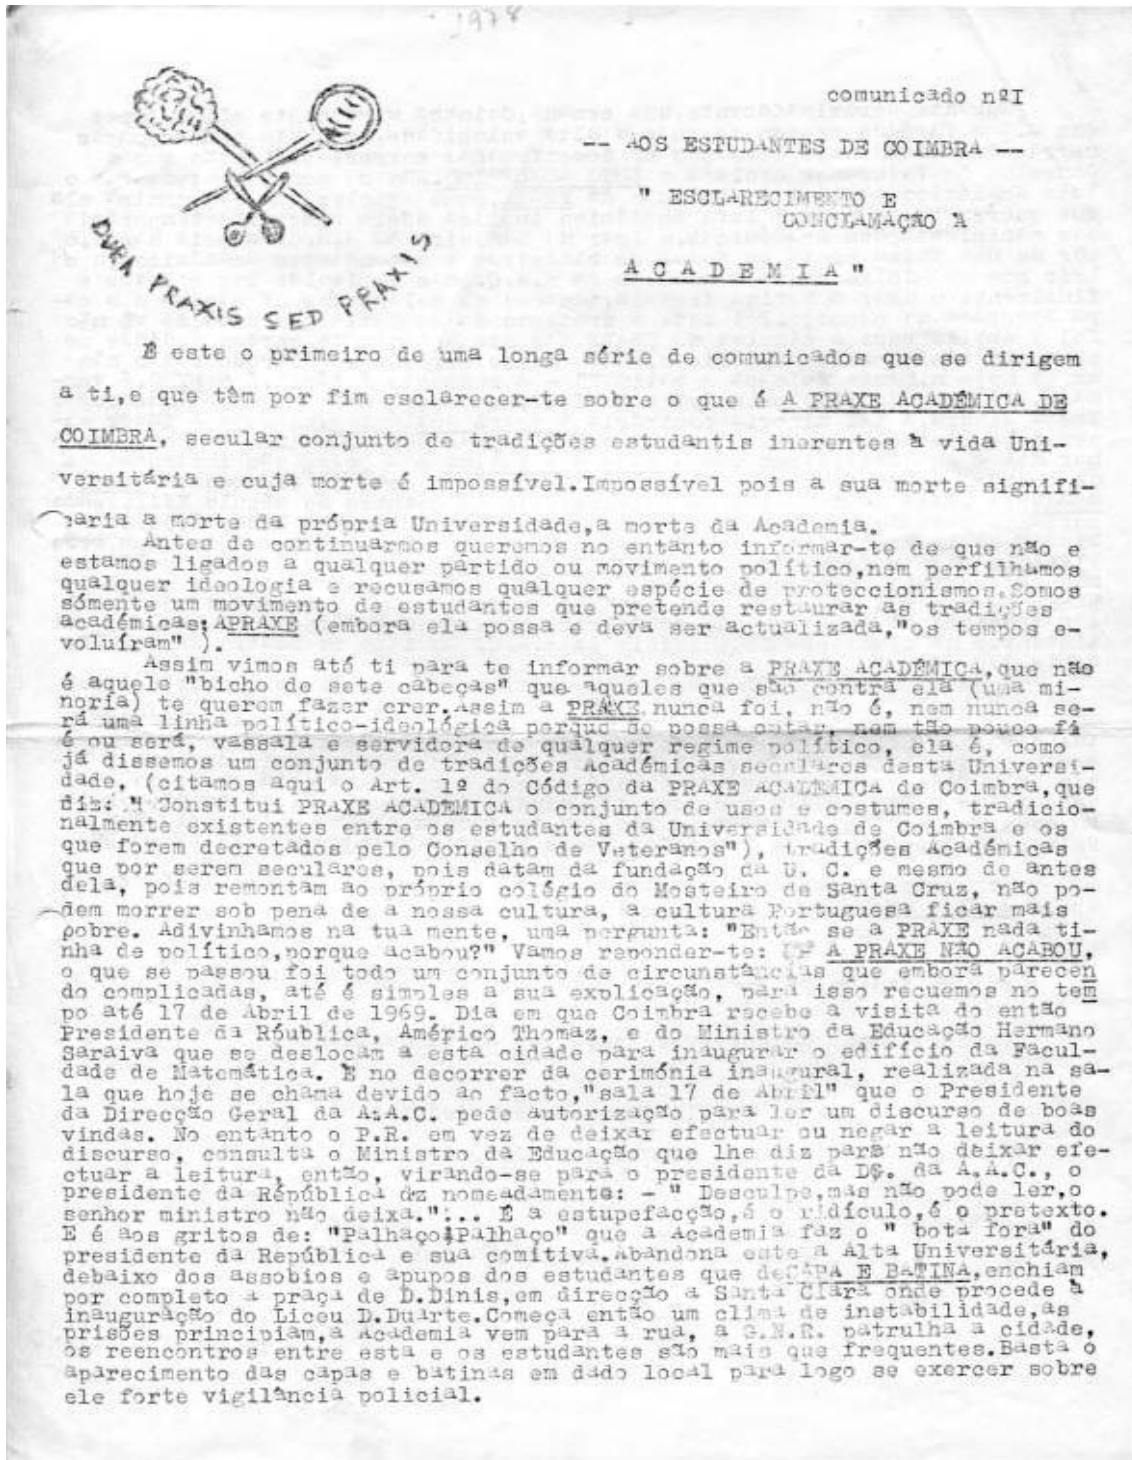 1978
comunicado nºI
-- AOS ESTUDANTES DE COIMBRA --
" ESCLARECIMENTO E
CONCLAMAÇÃO À
A C A D E M I A "
DURA PRAXIS SED PRAXIS
É este o primeiro de uma longa série de comunicados que se dirigem
a ti,e que têm por fim esclarecer-te sobre o que é A PRAXE ACADÉMICA DE
COIMBRA, secular conjunto de tradições estudantis inerentes à vida Uni-
versitária e cuja morte é impossível.Impossível pois a sua morte signifi-
caria a morte da própria Universidade,a morte da Academia.
Antes de continuarmos queremos no entanto informar-te de que não e
estamos ligados a qualquer partido ou movimento político,nem perfilhamos
qualquer ideologia e recusamos qualquer espécie de proteccionismos.Somos
sómente um movimento de estudantes que pretende restaurar as tradições
académicas: APRAXE (embora ela possa e deva ser actualizada,"os tempos e-
voluíram" ).
Assim vimos até ti para te informar sobre a PRAXE ACADÉMICA,que não
é aquele "bicho de sete cabeças" que aqueles que são contra ela (uma mi-
noria) te querem fazer crer.Assim a PRAXE nunca foi, não é, nem nunca se-
rá uma linha político-ideológica porque se possa optar, nem tão pouco fá
é ou será, vassala e servidora de qualquer regime político, ela é, como
já dissemos um conjunto de tradições Académicas seculares desta Universi-
dade, (citamos aqui o Art. 1º do Código da PRAXE ACADÉMICA de Coimbra,que
diz: " Constitui PRAXE ACADEMICA o conjunto de usos e costumes, tradicio-
nalmente existentes entre os estudantes da Universidade de Coimbra e os
que forem decretados pelo Conselho de Veteranos"), tradições Académicas
que por serem seculares, pois datam da fundação da U. C. e mesmo de antes
dela, pois remontam ao próprio colégio do Mosteiro de Santa Cruz, não po-
dem morrer sob pena de a nossa cultura, a cultura Portuguesa ficar mais
pobre. Adivinhamos na tua mente, uma pergunta: "Então se a PRAXE nada ti-
nha de político,porque acabou?" Vamos reponder-te: A PRAXE NÃO ACABOU,
o que se passou foi todo um conjunto de circunstâncias que embora parecen
do complicadas, até é simples a sua explicação, para isso recuemos no tem
po até 17 de Abril de 1969. Dia em que Coimbra recebe a visita do então
Presidente da Róublica, Américo Thomaz, e do Ministro da Educação Hermano
Saraiva que se deslocam a esta cidade para inaugurar o edifício da Facul-
dade de Matemática. E no decorrer da cerimónia inaugural, realizada na sa-
la que hoje se chama devido ao facto,"sala 17 de Abril" que o Presidente
da Direcção Geral da A.A.C. pede autorização para ler um discurso de boas
vindas. No entanto o P.R. em vez de deixar efectuar ou negar a leitura do
discurso, consulta o Ministro da Educação que lhe diz para não deixar efe-
ctuar a leitura, então, virando-se para o presidente da DG. da A.A.C., o
presidente da República dz nomeadamente: - " Desculpe,mas não pode ler,o
senhor ministro não deixa.":.. É a estupefacção,é o ridículo,é o pretexto.
E é aos gritos de: "Palhaço!Palhaço" que a Academia faz o " bota fora" do
presidente da República e sua comitiva.Abandona este a Alta Universitária,
debaixo dos assobios e apupos dos estudantes que de CAPA E BATINA,enchiam
por completo a praça de D.Dinis,em direcção a Santa Clara onde procede à
inauguração do Liceu D.Duarte.Começa então um clima de instabilidade,as
prisões principiam,a Academia vem para a rua, a G.N.R. patrulha a cidade,
os reencontros entre esta e os estudantes são mais que frequentes.Basta o
aparecimento das capas e batinas em dado local para logo se exercer sobre
ele forte vigilância policial.